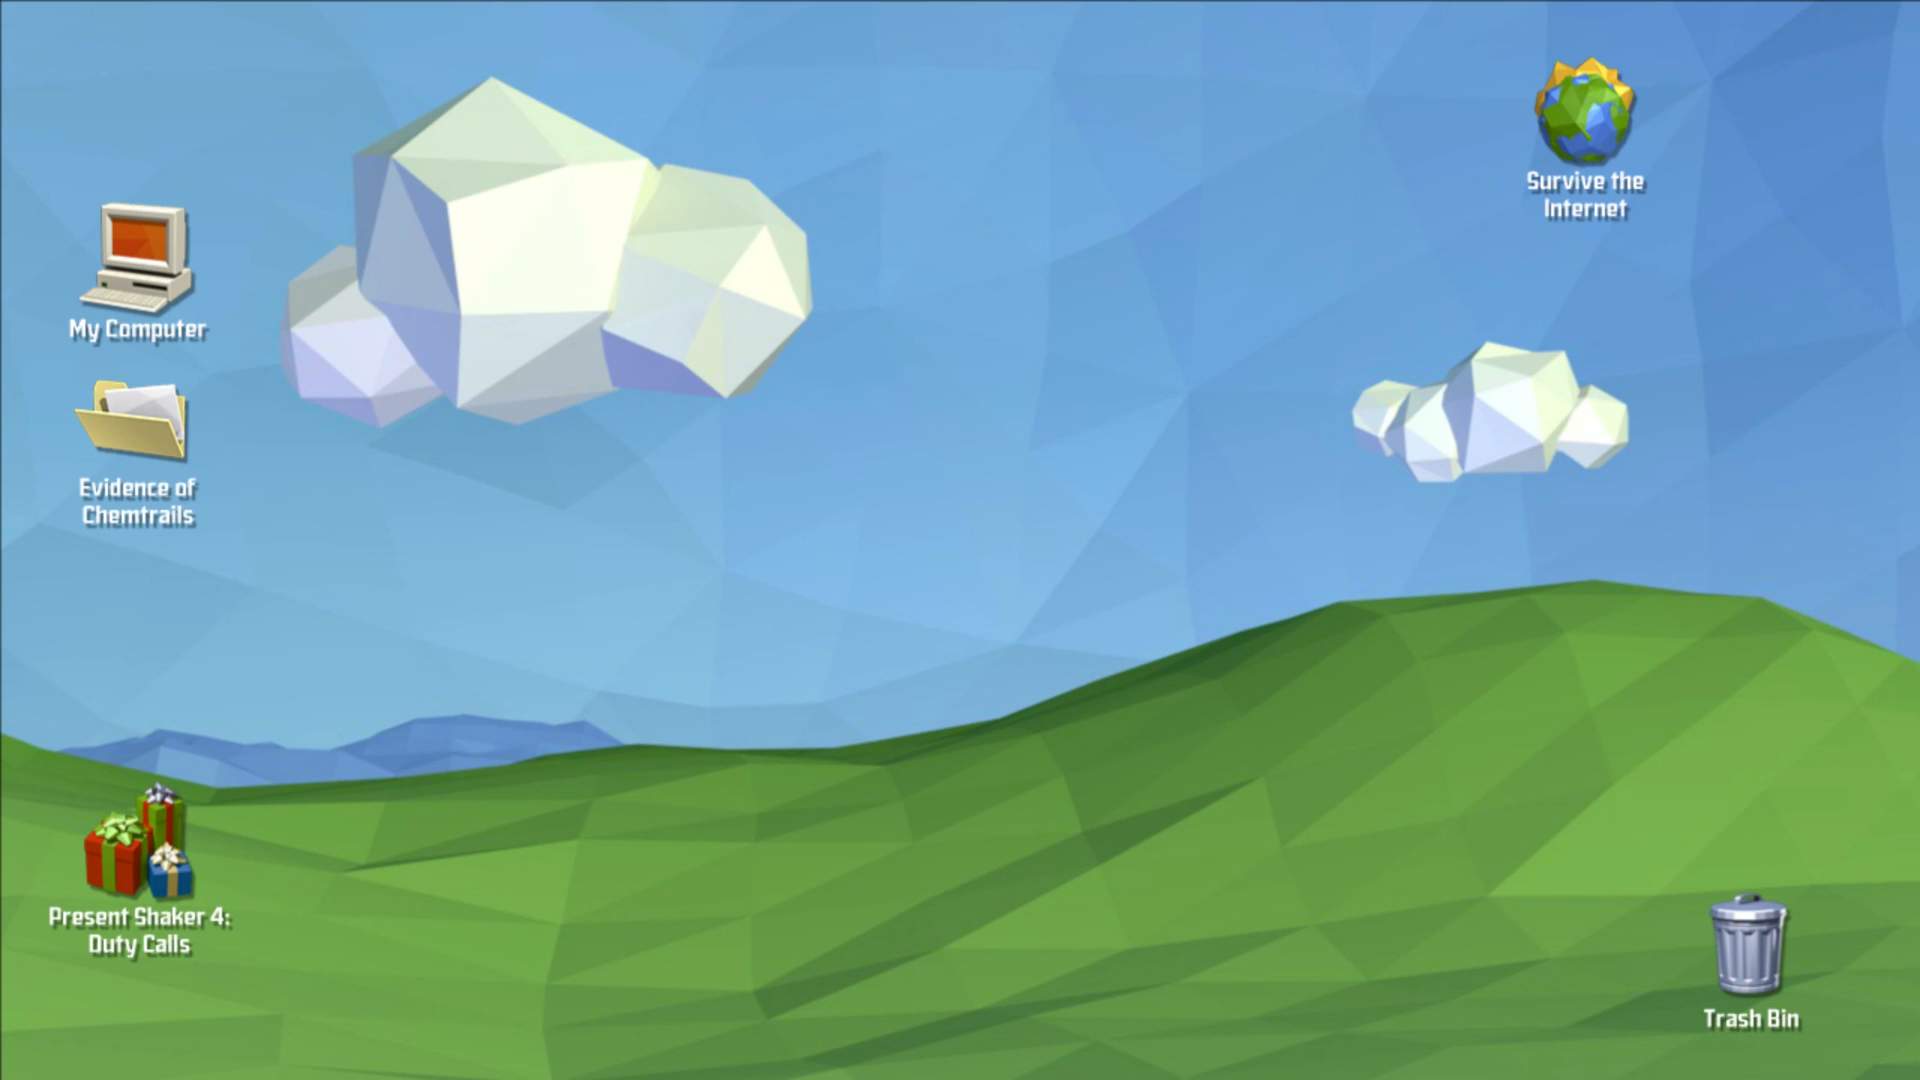 Survive the
Internet
My Computer
Evidence of
Chemtrails
Present Shaker 4:
Duty Calls
Trash Bin